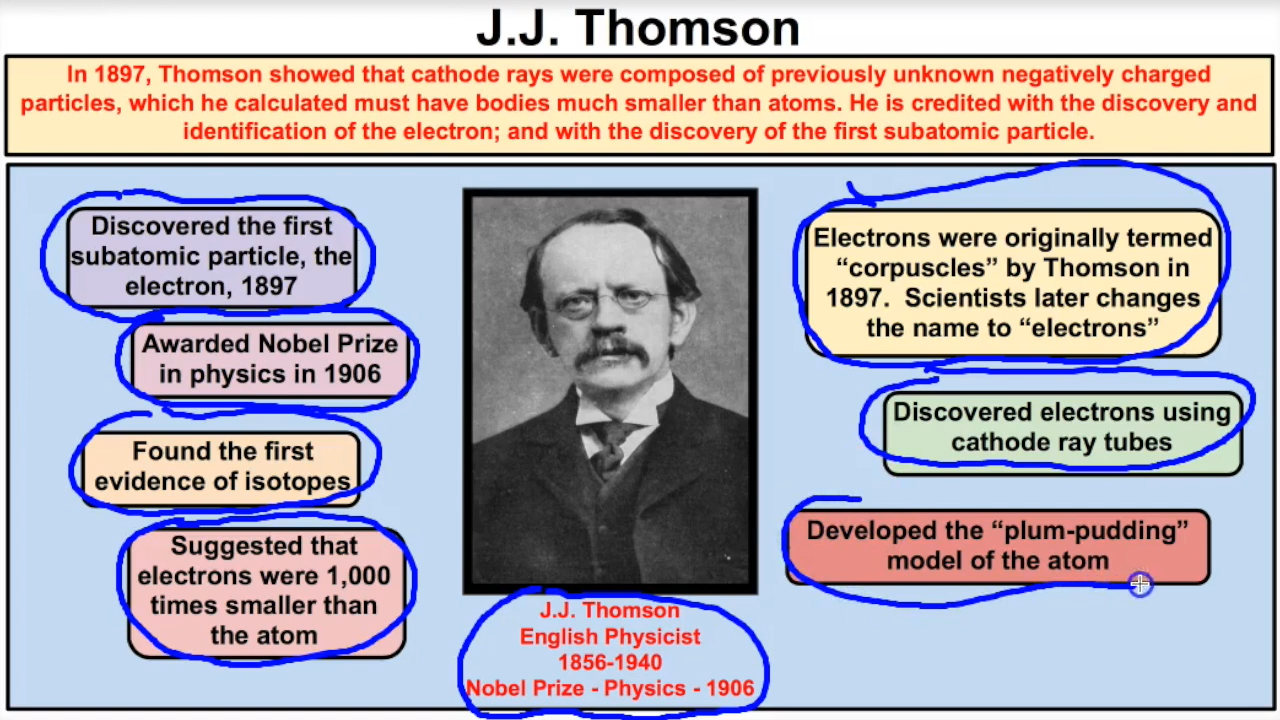 J.J. Thomson
In 1897, Thomson showed that cathode rays were composed of previously unknown negatively charged
particles, which he calculated must have bodies much smaller than atoms. He is credited with the discovery and
identification of the electron; and with the discovery of the first subatomic particle.
Discovered the first
subatomic particle, the
electron, 1897
Awarded Nobel Prize
in physics in 1906
Found the first
evidence of isotopes
Suggested that
electrons were 1,000
times smaller than
the atom
J.J. Thomson
English Physicist
1856-1940
Nobel Prize - Physics - 1906
Electrons were originally termed
“corpuscles” by Thomson in
1897.  Scientists later changes
the name to “electrons”
Discovered electrons using
cathode ray tubes
Developed the “plum-pudding”
model of the atom